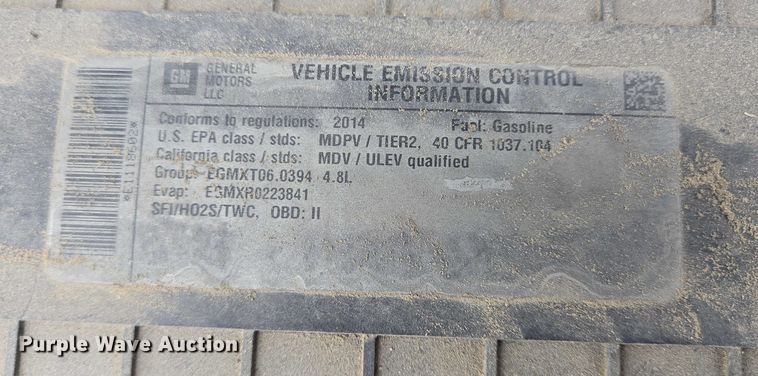 GM GENERAL MOTORS LLC
VEHICLE EMISSION CONTROL INFORMATION
Conforms to regulations: 2014 Fuel: Gasoline
U.S. EPA class / stds: MDPV / TIER2, 40 CFR 1037.104
California class / stds: MDV / ULEV qualified
Group: EGMXT06.0394 4.8L
Evap: EGMXR0223841
SFI/HO2S/TWC, OBD: II
*E1118602*
Purple Wave Auction